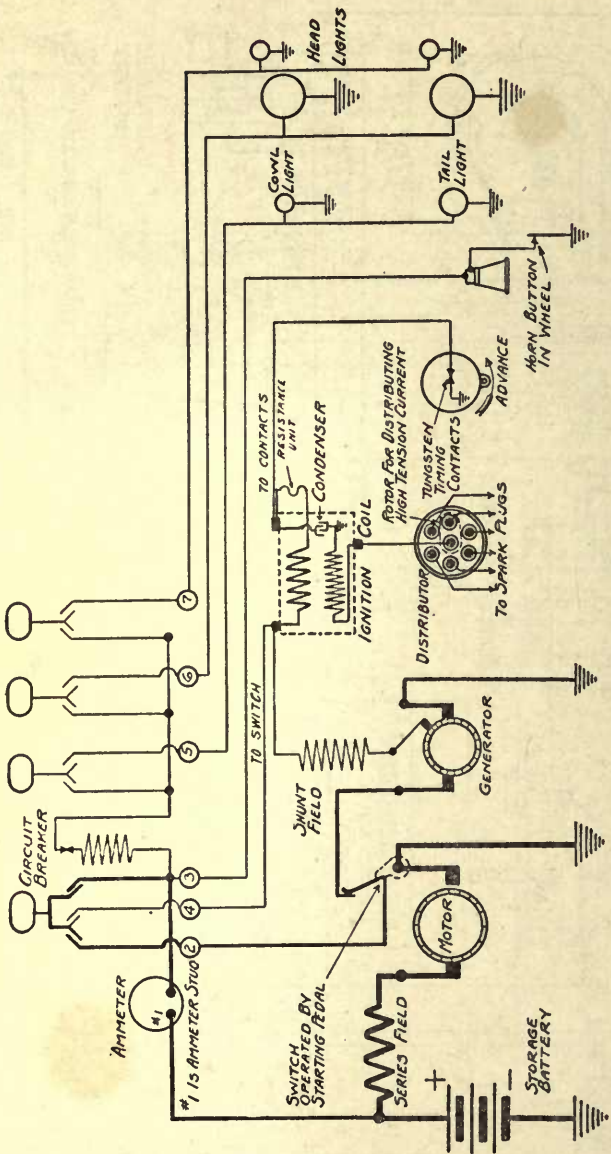 HEAD
LIGHTS
COWL
LIGHT
TAIL
LIGHT
HORN BUTTON
IN WHEEL
TO CONTACTS
RESISTANCE
UNIT
CONDENSER
COIL
IGNITION
ROTOR FOR DISTRIBUTING
HIGH TENSION CURRENT
TUNGSTEN
TIMING
CONTACTS
ADVANCE
DISTRIBUTOR
TO SPARK PLUGS
7
6
5
TO SWITCH
CIRCUIT
BREAKER
3
4
2
SHUNT
FIELD
GENERATOR
AMMETER
#1
#1 IS AMMETER STUD
SWITCH
OPERATED BY
STARTING PEDAL
SERIES FIELD
MOTOR
+
-
STORAGE
BATTERY